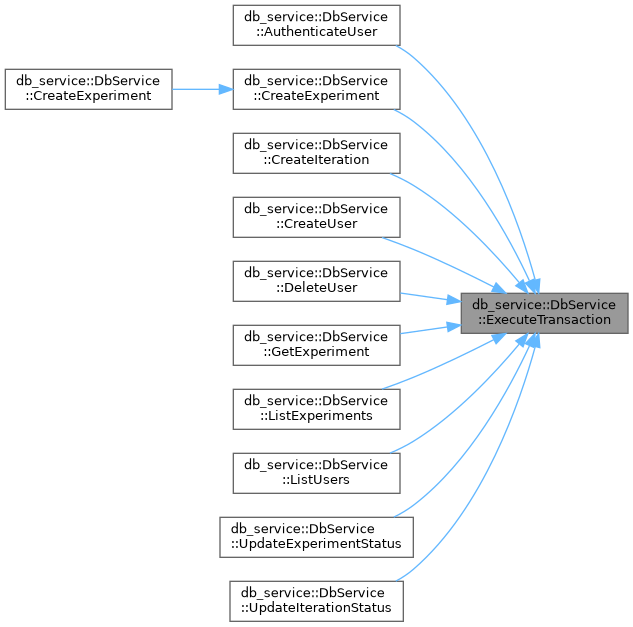 db_service::DbService
::AuthenticateUser
db_service::DbService
::CreateExperiment
db_service::DbService
::CreateExperiment
db_service::DbService
::CreateIteration
db_service::DbService
::CreateUser
db_service::DbService
::DeleteUser
db_service::DbService
::ExecuteTransaction
db_service::DbService
::GetExperiment
db_service::DbService
::ListExperiments
db_service::DbService
::ListUsers
db_service::DbService
::UpdateExperimentStatus
db_service::DbService
::UpdateIterationStatus